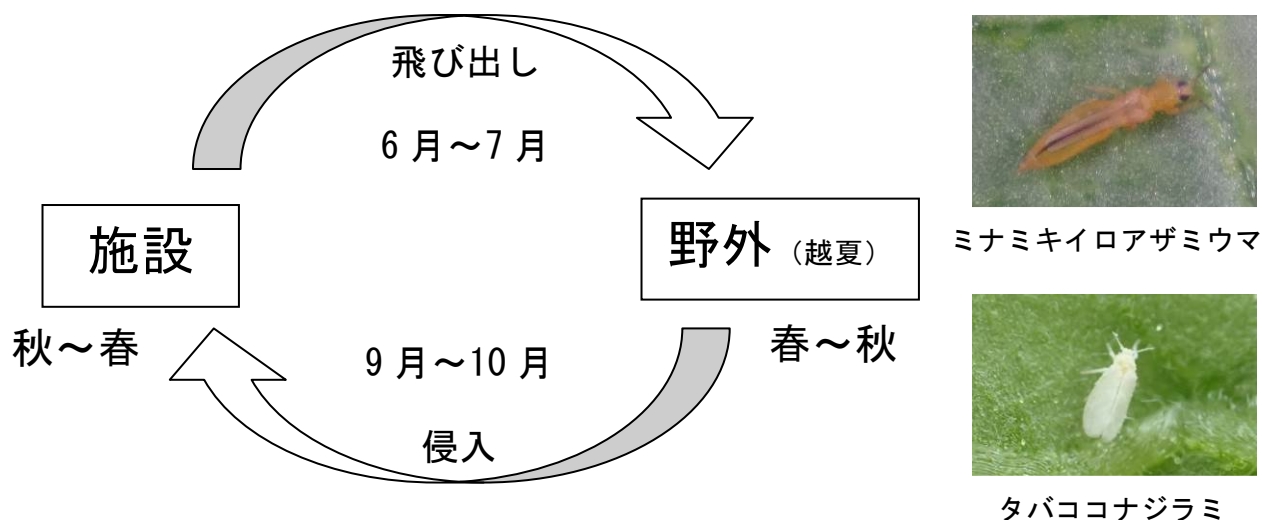 飛び出し
6月～7月
施設
野外（越夏）
秋～春
春～秋
9月～10月
侵入
ミナミキイロアザミウマ
タバココナジラミ